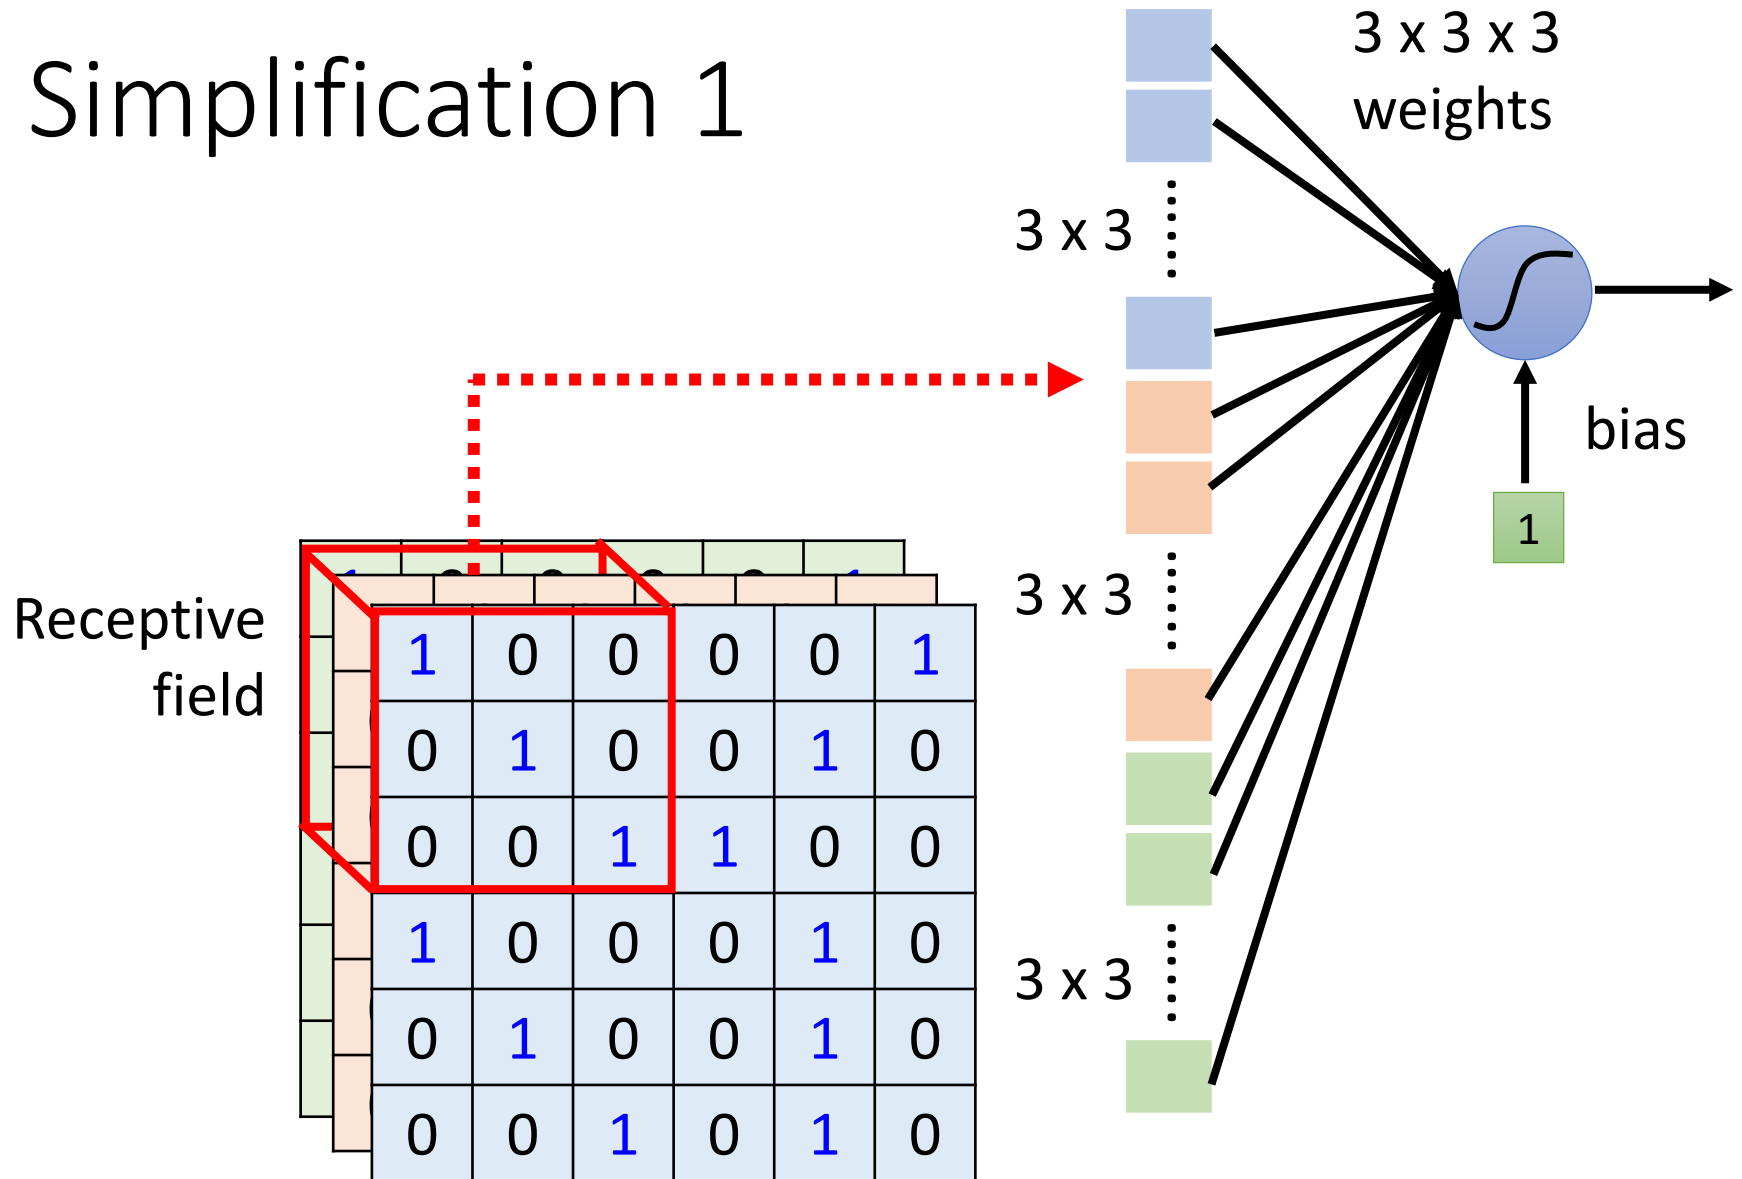 Simplification 1
3 x 3 x 3
weights
3 x 3
bias
1
3 x 3
Receptive
field
1 0 0 0 0 1
0 1 0 0 1 0
0 0 1 1 0 0
1 0 0 0 1 0
0 1 0 0 1 0
0 0 1 0 1 0
3 x 3